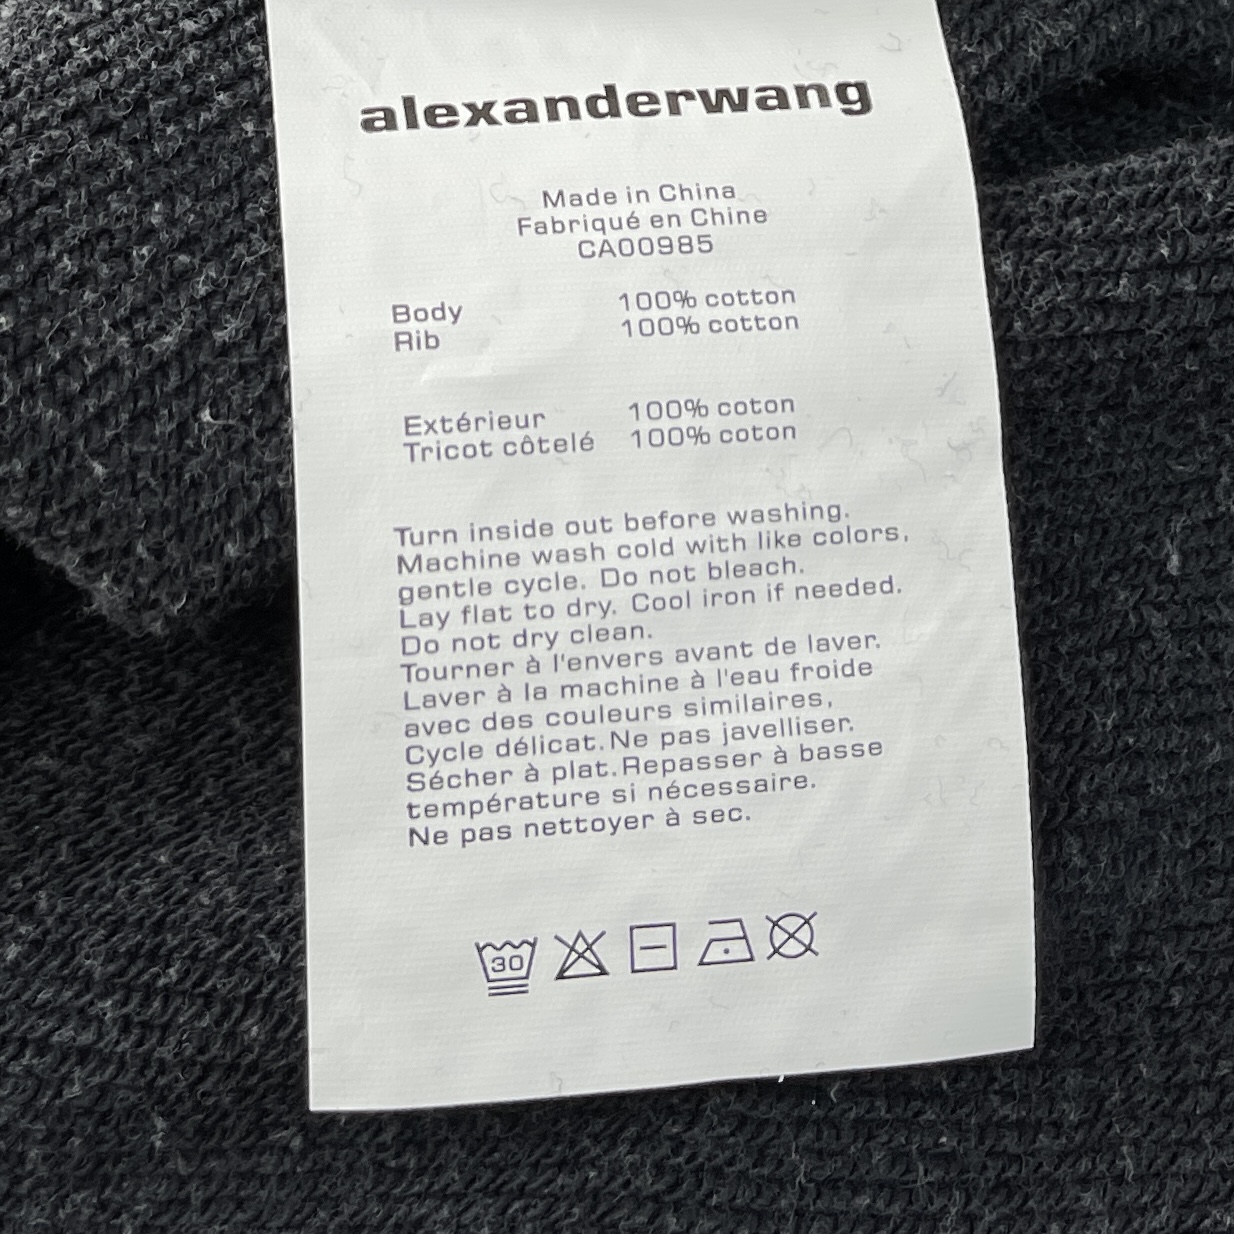 alexanderwang
Made in China
Fabriqué en Chine
CA00985
Body 100% cotton
Rib 100% cotton
Extérieur 100% coton
Tricot côtelé 100% coton
Turn inside out before washing.
Machine wash cold with like colors,
gentle cycle. Do not bleach.
Lay flat to dry. Cool iron if needed.
Do not dry clean.
Tourner à l'envers avant de laver.
Laver à la machine à l'eau froide
avec des couleurs similaires,
Cycle délicat. Ne pas javelliser.
Sécher à plat. Repasser à basse
température si nécessaire.
Ne pas nettoyer à sec.
30